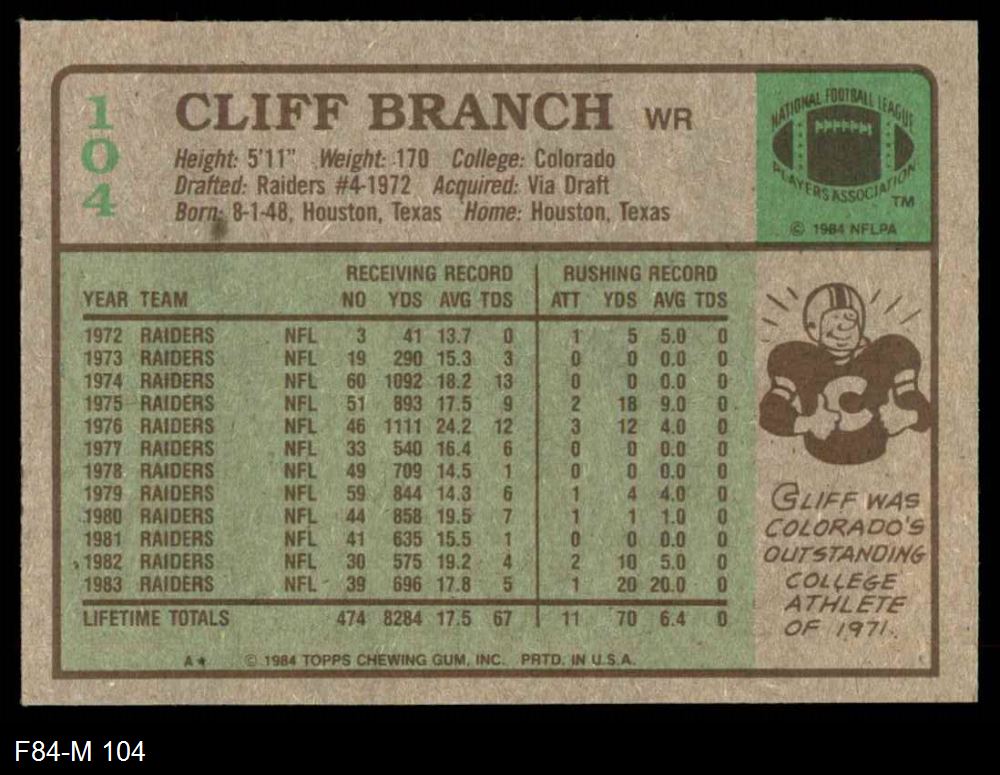 104
CLIFF BRANCH WR
Height: 5'11" Weight: 170 College: Colorado
Drafted: Raiders #4-1972 Acquired: Via Draft
Born: 8-1-48, Houston, Texas Home: Houston, Texas
NATIONAL FOOTBALL LEAGUE
PLAYERS ASSOCIATION
TM
© 1984 NFLPA
RECEIVING RECORD RUSHING RECORD
YEAR TEAM NO YDS AVG TDS ATT YDS AVG TDS
1972 RAIDERS NFL 3 41 13.7 0 1 5 5.0 0
1973 RAIDERS NFL 19 290 15.3 3 0 0 0.0 0
1974 RAIDERS NFL 60 1092 18.2 13 0 0 0.0 0
1975 RAIDERS NFL 51 893 17.5 9 2 18 9.0 0
1976 RAIDERS NFL 46 1111 24.2 12 3 12 4.0 0
1977 RAIDERS NFL 33 540 16.4 6 0 0 0.0 0
1978 RAIDERS NFL 49 709 14.5 1 0 0 0.0 0
1979 RAIDERS NFL 59 844 14.3 6 1 4 4.0 0
1980 RAIDERS NFL 44 858 19.5 7 1 1 1.0 0
1981 RAIDERS NFL 41 635 15.5 1 0 0 0.0 0
1982 RAIDERS NFL 30 575 19.2 4 2 10 5.0 0
1983 RAIDERS NFL 39 696 17.8 5 1 20 20.0 0
LIFETIME TOTALS 474 8284 17.5 67 11 70 6.4 0
A★ © 1984 TOPPS CHEWING GUM, INC. PRTD. IN U.S.A.
C
CLIFF WAS
COLORADO'S
OUTSTANDING
COLLEGE
ATHLETE
OF 1971.
F84-M 104